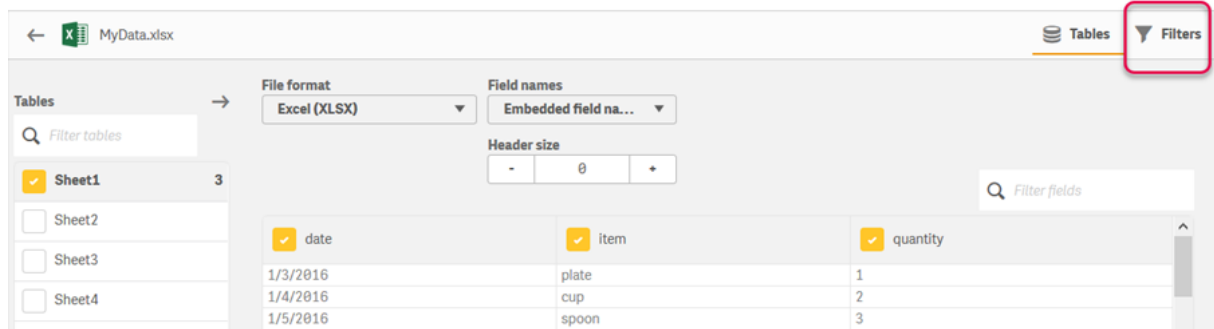 MyData.xlsx
Tables
Filters
Tables
Filter tables
Sheet1 3
Sheet2
Sheet3
Sheet4
File format
Excel (XLSX)
Field names
Embedded field na...
Header size
- 0 +
Filter fields
date item quantity
1/3/2016 plate 1
1/4/2016 cup 2
1/5/2016 spoon 3